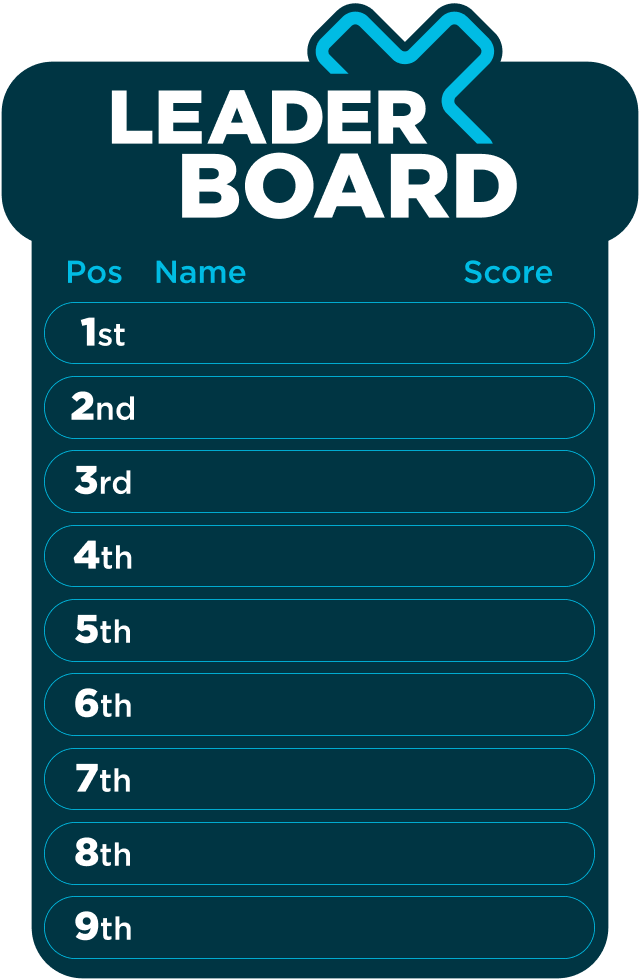 LEADER
BOARD
Pos Name Score
1st
2nd
3rd
4th
5th
6th
7th
8th
9th